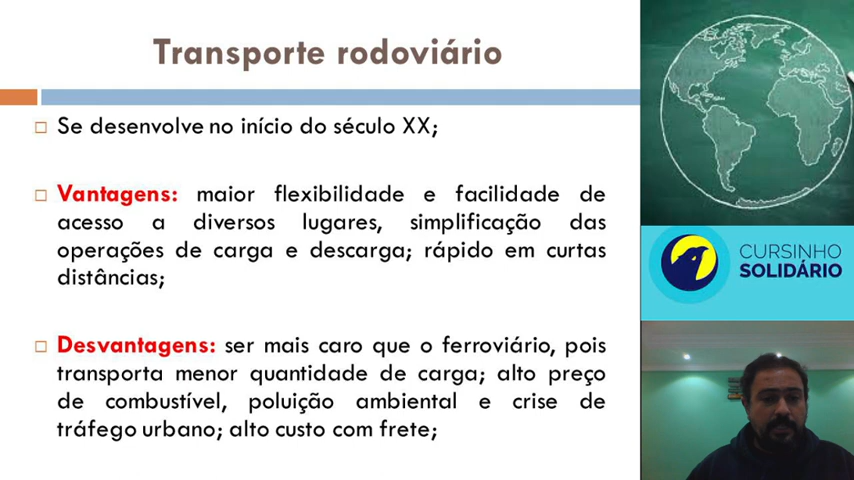 Transporte rodoviário
Se desenvolve no início do século XX;
Vantagens: maior flexibilidade e facilidade de
acesso a diversos lugares, simplificação das
operações de carga e descarga; rápido em curtas
distâncias;
Desvantagens: ser mais caro que o ferroviário, pois
transporta menor quantidade de carga; alto preço
de combustível, poluição ambiental e crise de
tráfego urbano; alto custo com frete;
CURSINHO
SOLIDÁRIO